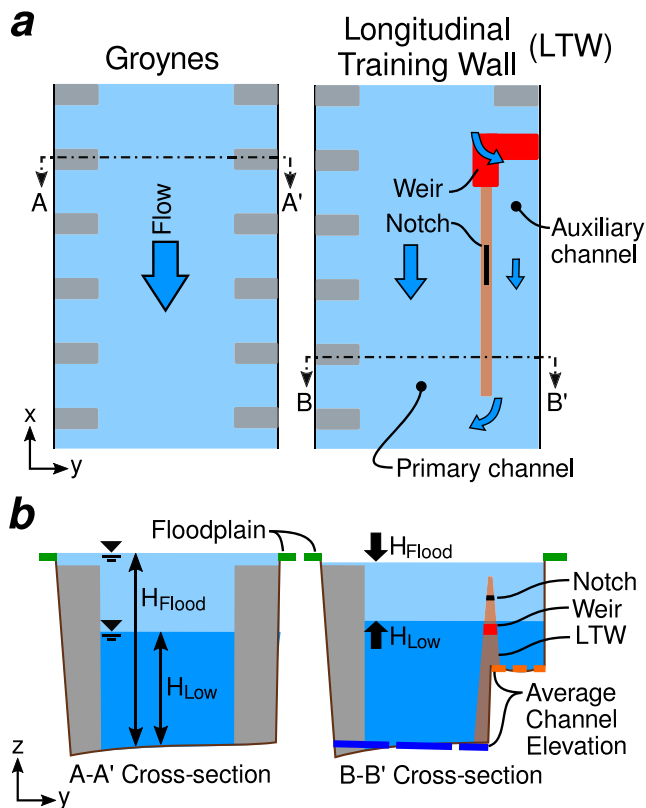 a
Groynes
Longitudinal
Training Wall
(LTW)
A
A'
Flow
Weir
Notch
Auxiliary
channel
B
B'
x
y
Primary channel
b
Floodplain
HFlood
HLow
HFlood
HLow
Notch
Weir
LTW
Average
Channel
Elevation
z
y
A-A' Cross-section
B-B' Cross-section